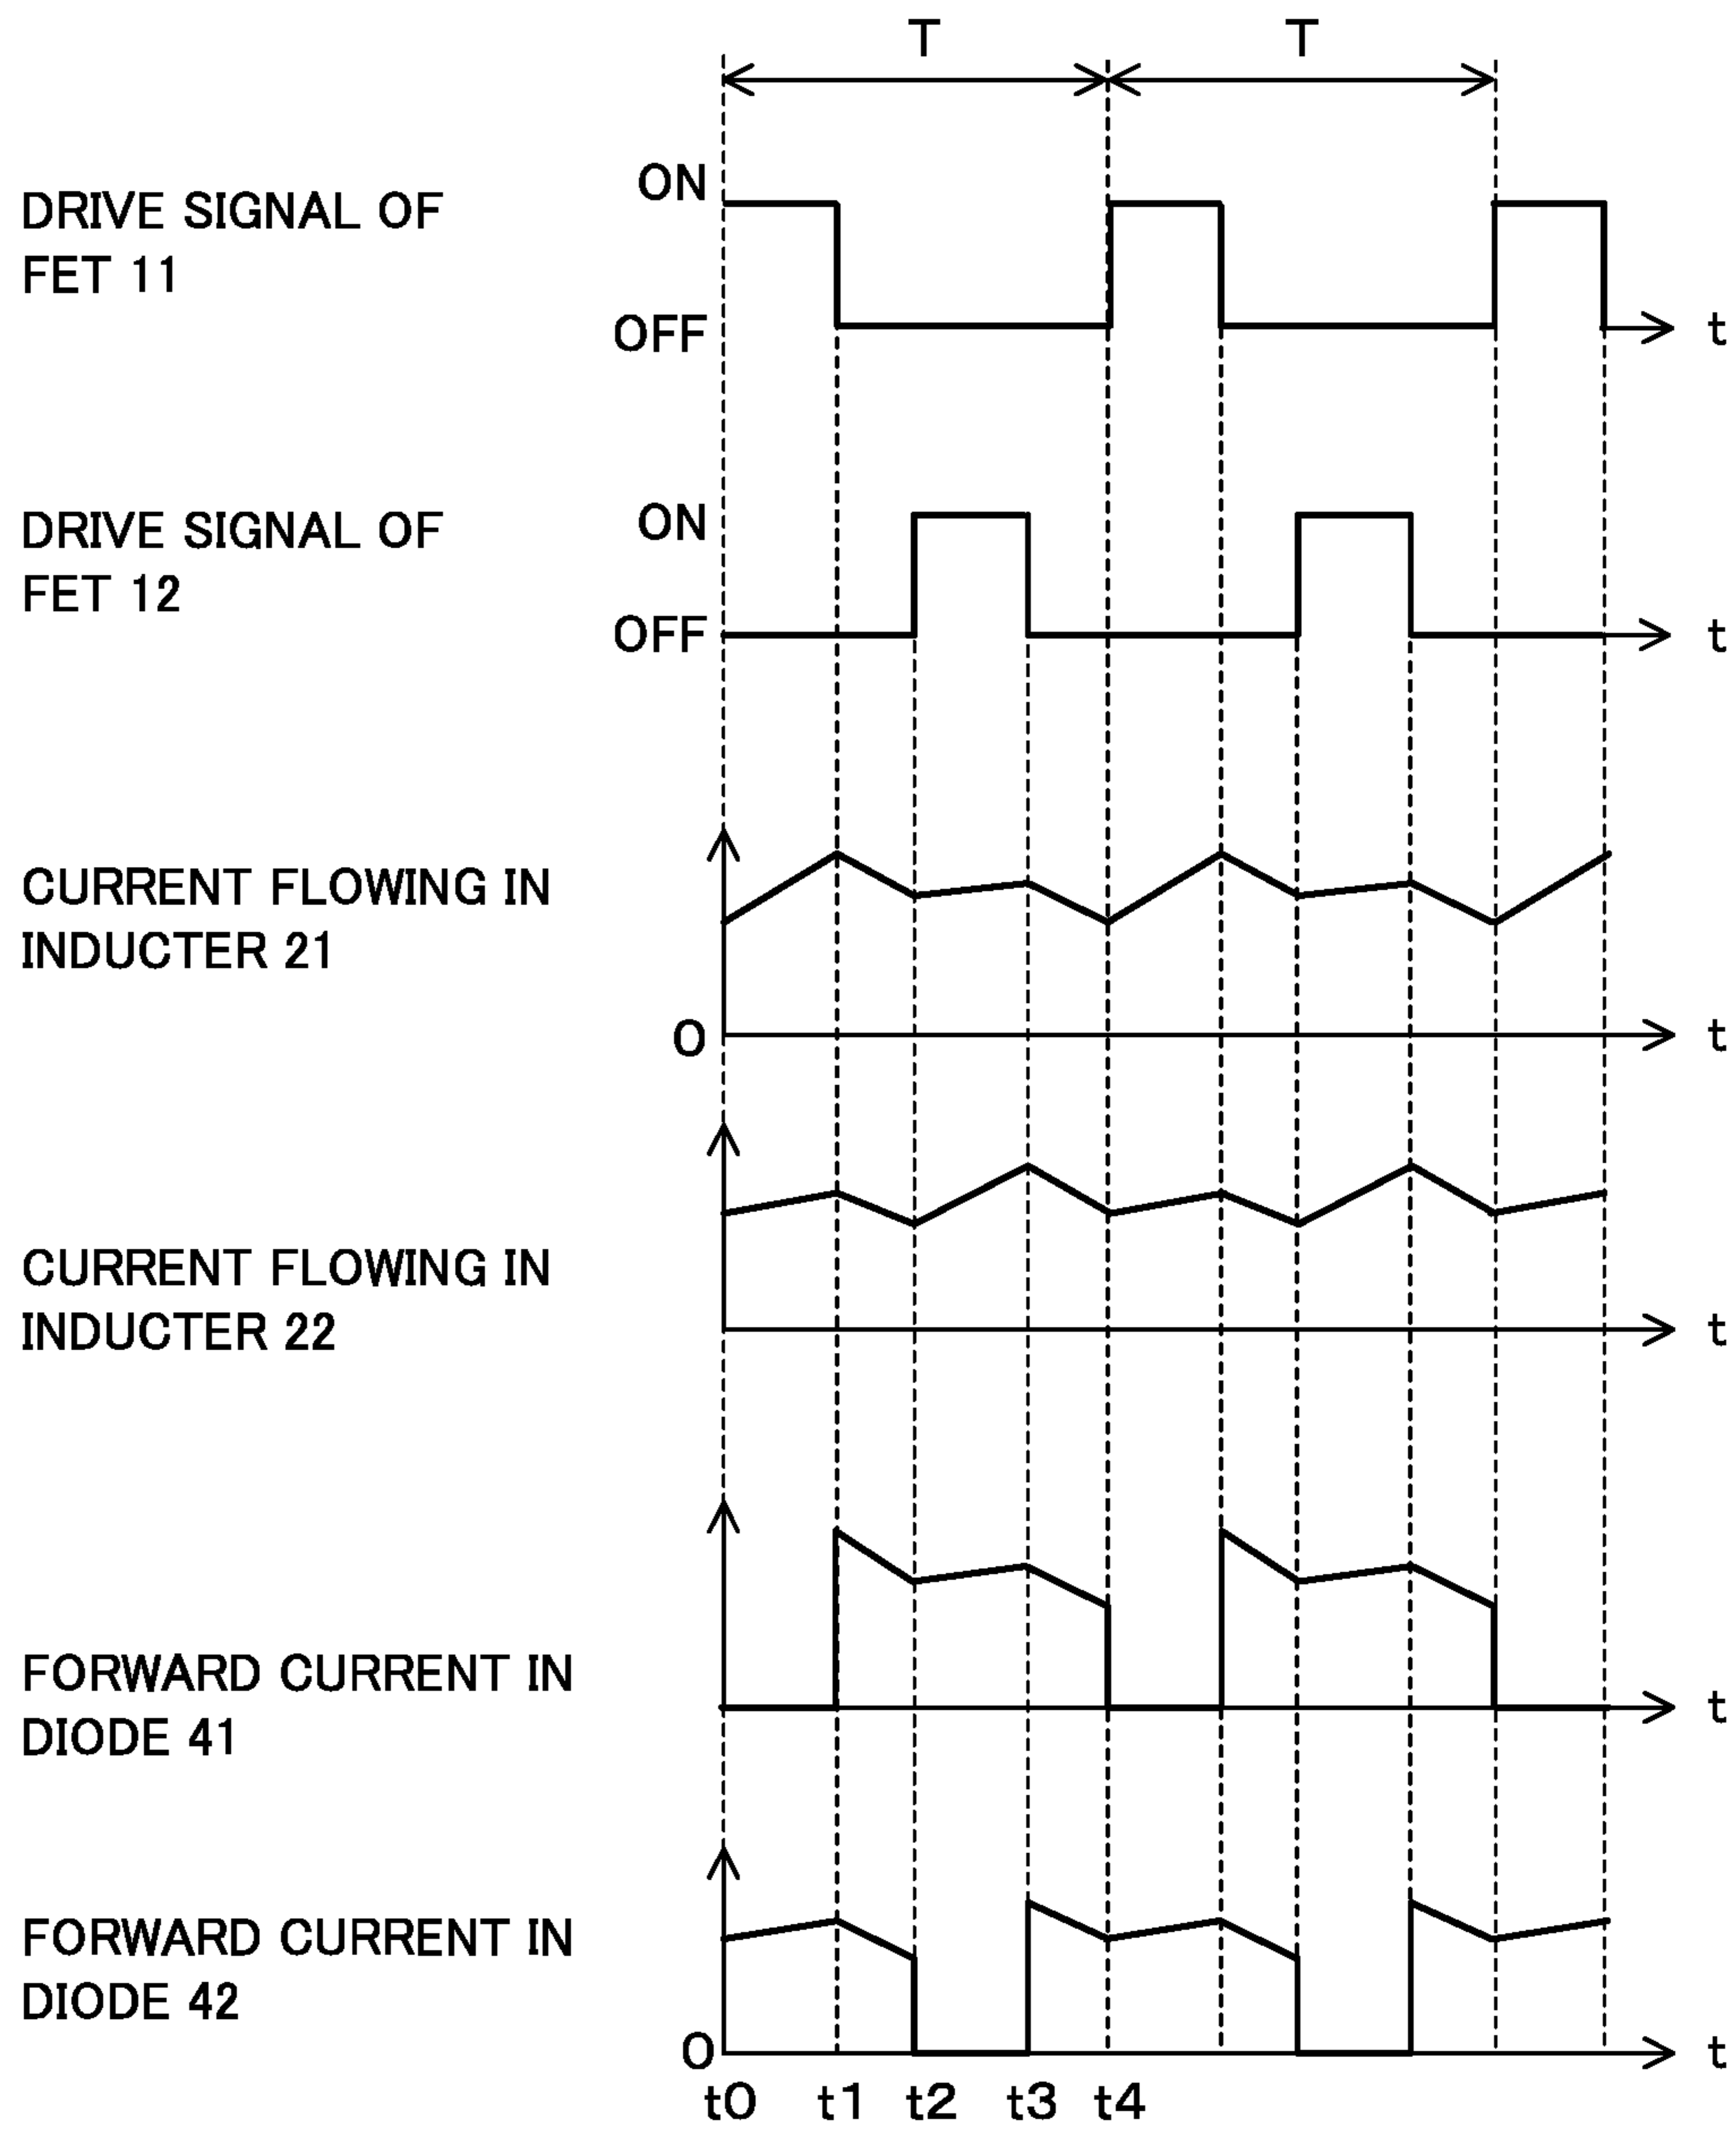 T T
DRIVE SIGNAL OF
FET 11
ON
OFF
t
DRIVE SIGNAL OF
FET 12
ON
OFF
t
CURRENT FLOWING IN
INDUCTER 21
0
t
CURRENT FLOWING IN
INDUCTER 22
t
FORWARD CURRENT IN
DIODE 41
t
FORWARD CURRENT IN
DIODE 42
0
t
t0 t1 t2 t3 t4